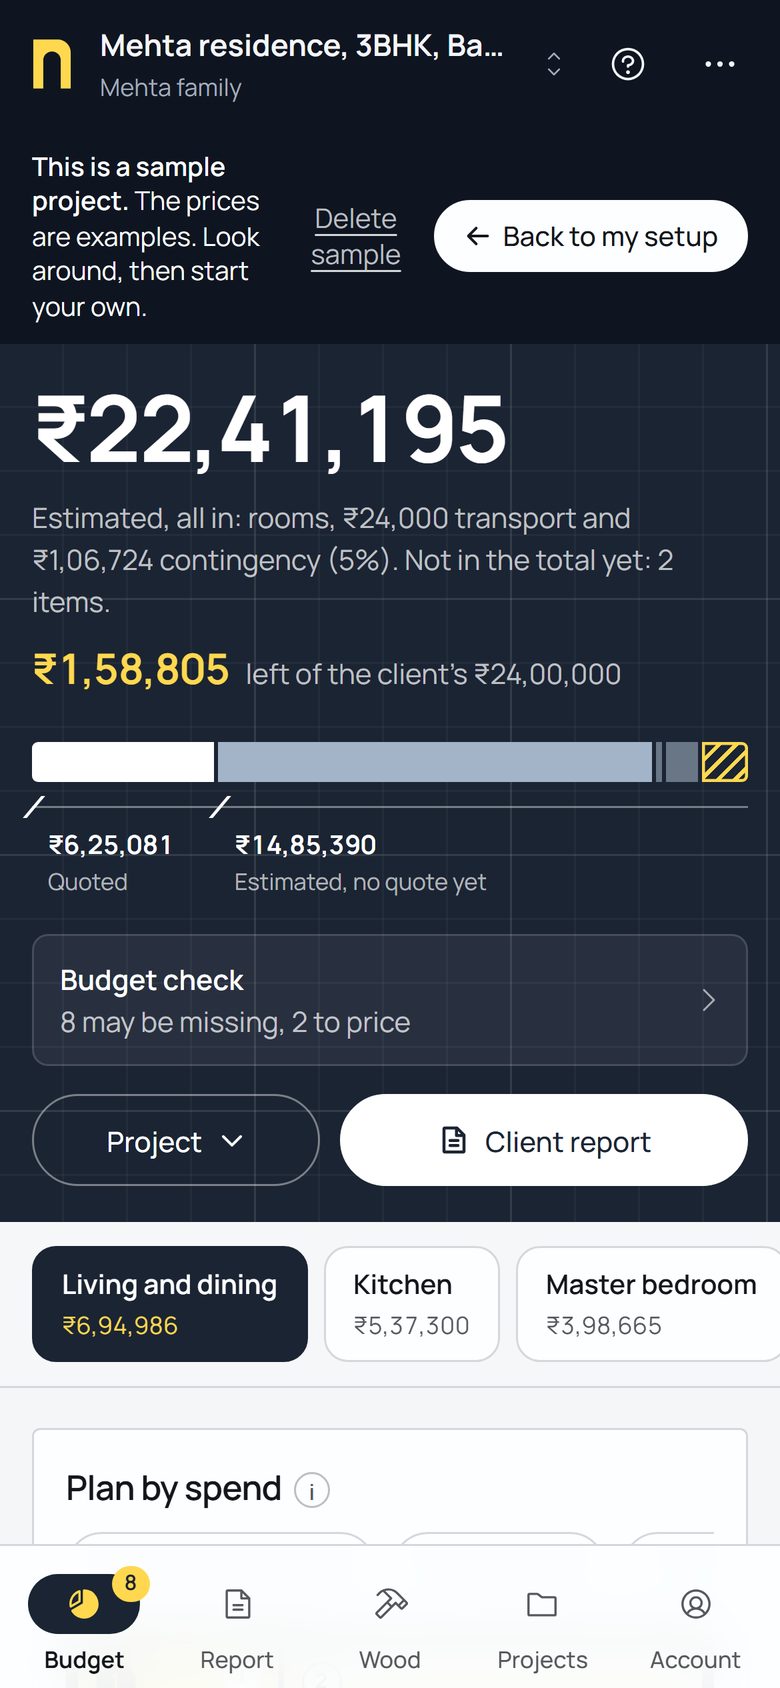 n
Mehta residence, 3BHK, Ba...
Mehta family
This is a sample
project. The prices
are examples. Look
around, then start
your own.
Delete
sample
← Back to my setup
₹22,41,195
Estimated, all in: rooms, ₹24,000 transport and
₹1,06,724 contingency (5%). Not in the total yet: 2
items.
₹1,58,805 left of the client’s ₹24,00,000
₹6,25,081
Quoted
₹14,85,390
Estimated, no quote yet
Budget check
8 may be missing, 2 to price
Project
Client report
Living and dining
₹6,94,986
Kitchen
₹5,37,300
Master bedroom
₹3,98,665
Plan by spend
8
Budget
Report
Wood
Projects
Account